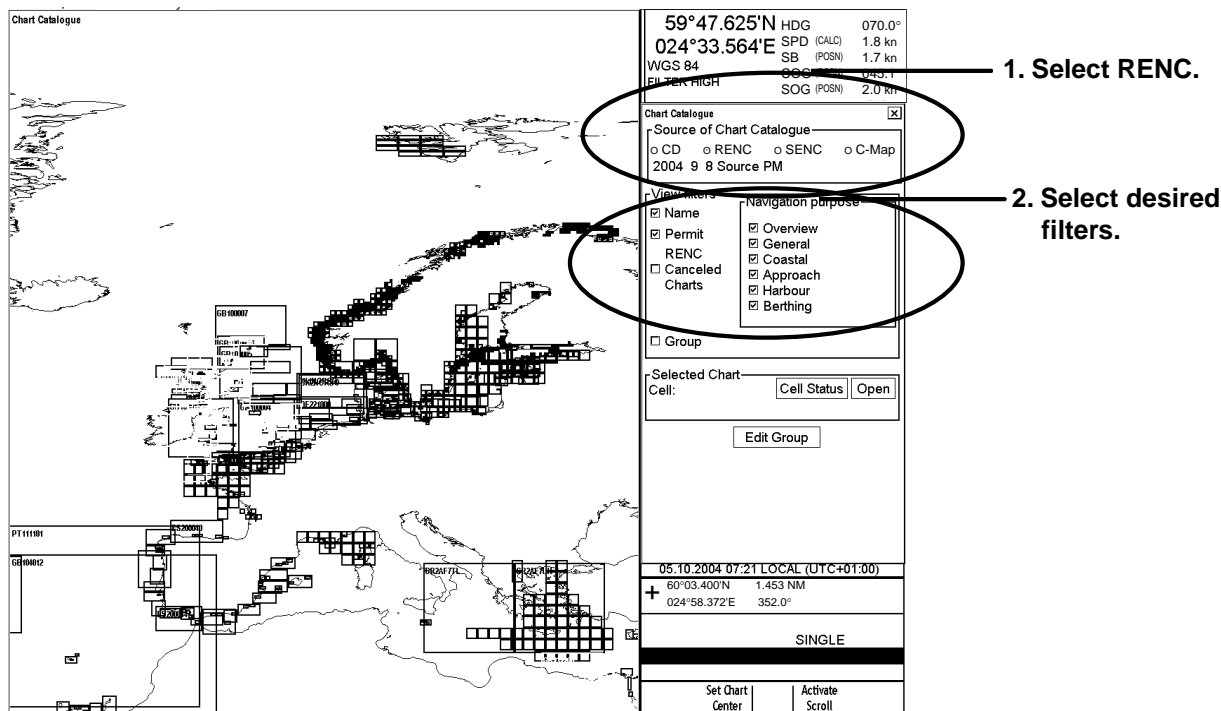 Chart Catalogue
GB100007
PT111101
GB104012
ES200010
59°47.625'N
024°33.564'E
WGS 84
FILTER HIGH
HDG 070.0°
SPD (CALC) 1.8 kn
SB (POSN) 1.7 kn
SOG (POSN) 2.0 kn
Chart Catalogue
Source of Chart Catalogue
CD RENC SENC C-Map
2004 9 8 Source PM
View filters
Name
Permit
RENC
Canceled
Charts
Group
Navigation purpose
Overview
General
Coastal
Approach
Harbour
Berthing
Selected Chart
Cell:
Cell Status Open
Edit Group
05.10.2004 07:21 LOCAL (UTC+01:00)
+ 60°03.400'N 1.453 NM
024°58.372'E 352.0°
SINGLE
Set Chart
Center
Activate
Scroll
1. Select RENC.
2. Select desired
filters.